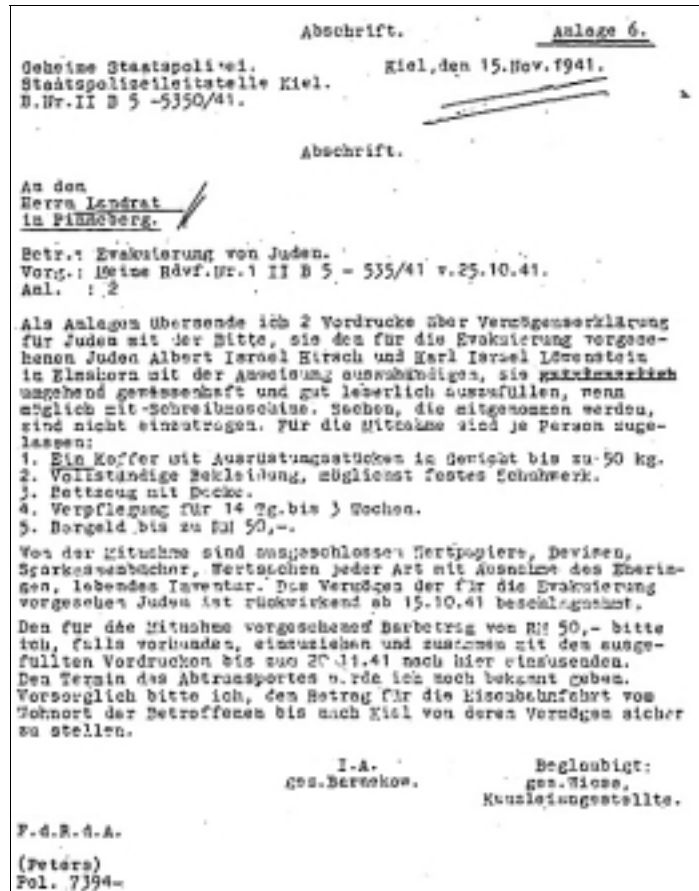 Abschrift. Anlage 6.
Geheime Staatspolizei. Kiel,den 15.Nov.1941.
Staatspolizeileitstelle Kiel.
B.Nr.II B 5 -5350/41.
Abschrift.
An den
Herrn Landrat
in Pinneberg.
Betr.: Evakuierung von Juden.
Vorg.: Meine Rdvf.Nr.1 II B 5 - 535/41 v.25.10.41.
Anl. : 2
Als Anlagen übersende ich 2 Vordrucke über Vermögenserklärung
für Juden mit der Bitte, sie den für die Evakuierung vorgese-
henen Juden Albert Israel Hirsch und Karl Israel Löwenstein
in Elmshorn mit der Anweisung auszuhändigen, sie
umgehend gewissenhaft und gut leserlich auszufüllen, wenn
möglich mit Schreibmaschine. Sachen, die mitgenommen werden,
sind nicht einzutragen. Für die Mitnahme sind je Person zuge-
lassen:
1. Ein Koffer mit Ausrüstungsstücken im Gewicht bis zu 50 kg.
2. Vollständige Bekleidung, möglichst festes Schuhwerk.
3. Bettzeug mit Decke.
4. Verpflegung für 14 Tg.bis 3 Wochen.
5. Bargeld bis zu RM 50,-.
Von der Mitnahme sind ausgeschlossen Wertpapiere, Devisen,
Sparkassenbücher, Wertsachen jeder Art mit Ausnahme des Eherin-
gen, lebendes Inventar. Das Vermögen der für die Evakuierung
vorgesehen Juden ist rückwirkend ab 15.10.41 beschlagnahmt.
Den für die Mitnahme vorgesehenen Barbetrag von RM 50,- bitte
ich, falls vorhanden, einzuziehen und zusammen mit den ausge-
füllten Vordrucken bis zum 20.11.41 nach hier einzusenden.
Den Termin des Abtransportes werde ich noch bekannt geben.
Vorsorglich bitte ich, den Betrag für die Eisenbahnfahrt vom
Wohnort der Betroffenen bis nach Kiel von deren Vermögen sicher
zu stellen.
I.A. Beglaubigt:
gez.Barnekow. gez.Wiese,
Kanzleiangestellte.
F.d.R.d.A.
(Peters)
Pol. 7394-